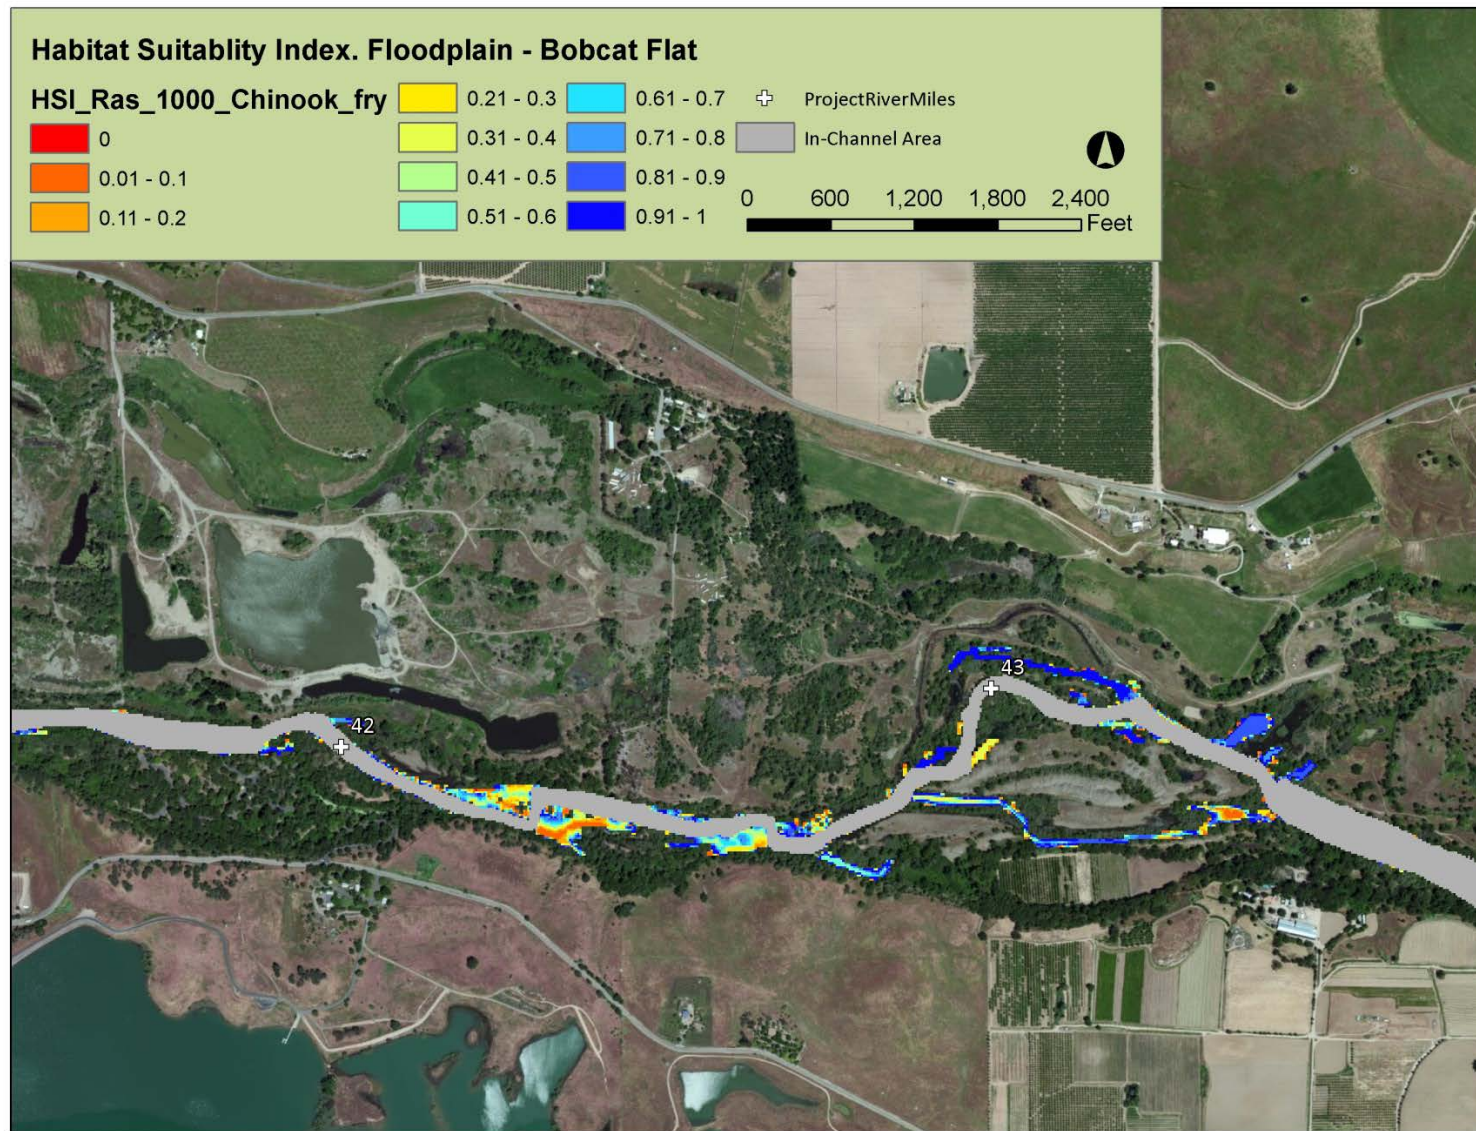 Habitat Suitablity Index. Floodplain - Bobcat Flat
HSI_Ras_1000_Chinook_fry
0
0.01 - 0.1
0.11 - 0.2
0.21 - 0.3
0.31 - 0.4
0.41 - 0.5
0.51 - 0.6
0.61 - 0.7
0.71 - 0.8
0.81 - 0.9
0.91 - 1
ProjectRiverMiles
In-Channel Area
0 600 1,200 1,800 2,400
Feet
43
42